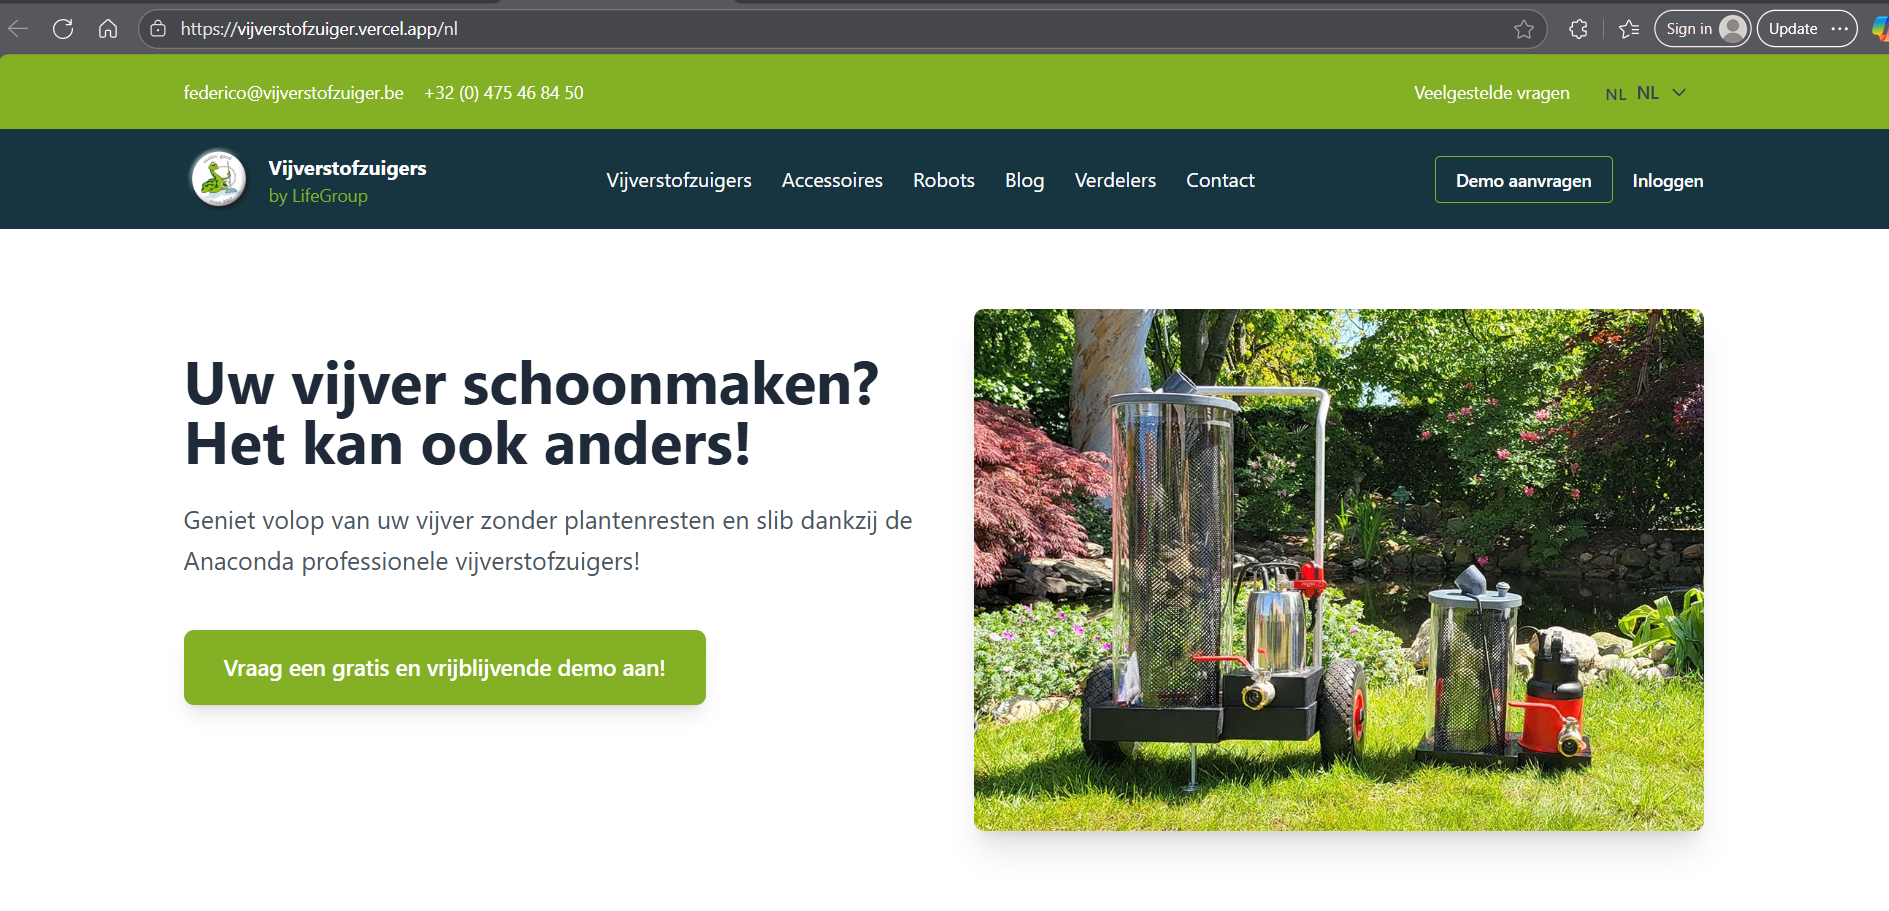 https://vijverstofzuiger.vercel.app/nl
Sign in
Update
federico@vijverstofzuiger.be +32 (0) 475 46 84 50
Veelgestelde vragen
NL NL
Vijverstofzuigers
by LifeGroup
Vijverstofzuigers Accessoires Robots Blog Verdelers Contact
Demo aanvragen
Inloggen
Uw vijver schoonmaken?
Het kan ook anders!
Geniet volop van uw vijver zonder plantenresten en slib dankzij de
Anaconda professionele vijverstofzuigers!
Vraag een gratis en vrijblijvende demo aan!